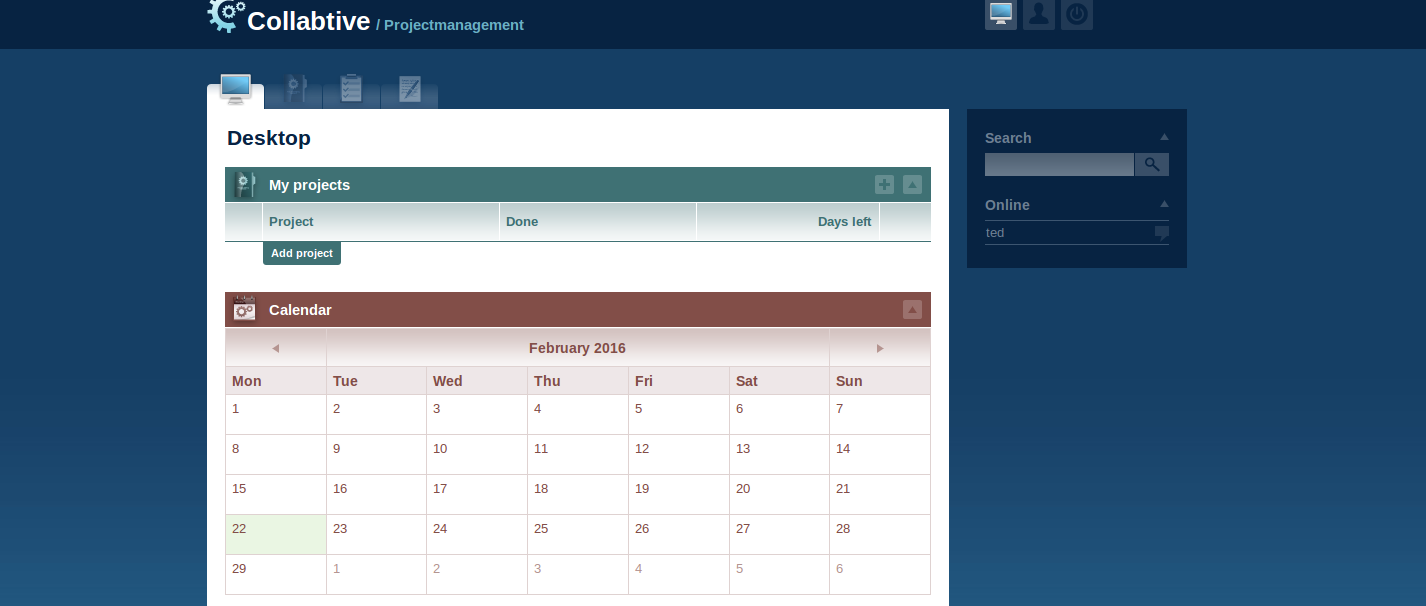 Collabtive / Projectmanagement
Desktop
My projects
Project Done Days left
Add project
Calendar
February 2016
Mon Tue Wed Thu Fri Sat Sun
1 2 3 4 5 6 7
8 9 10 11 12 13 14
15 16 17 18 19 20 21
22 23 24 25 26 27 28
29 1 2 3 4 5 6
Search
Online
ted